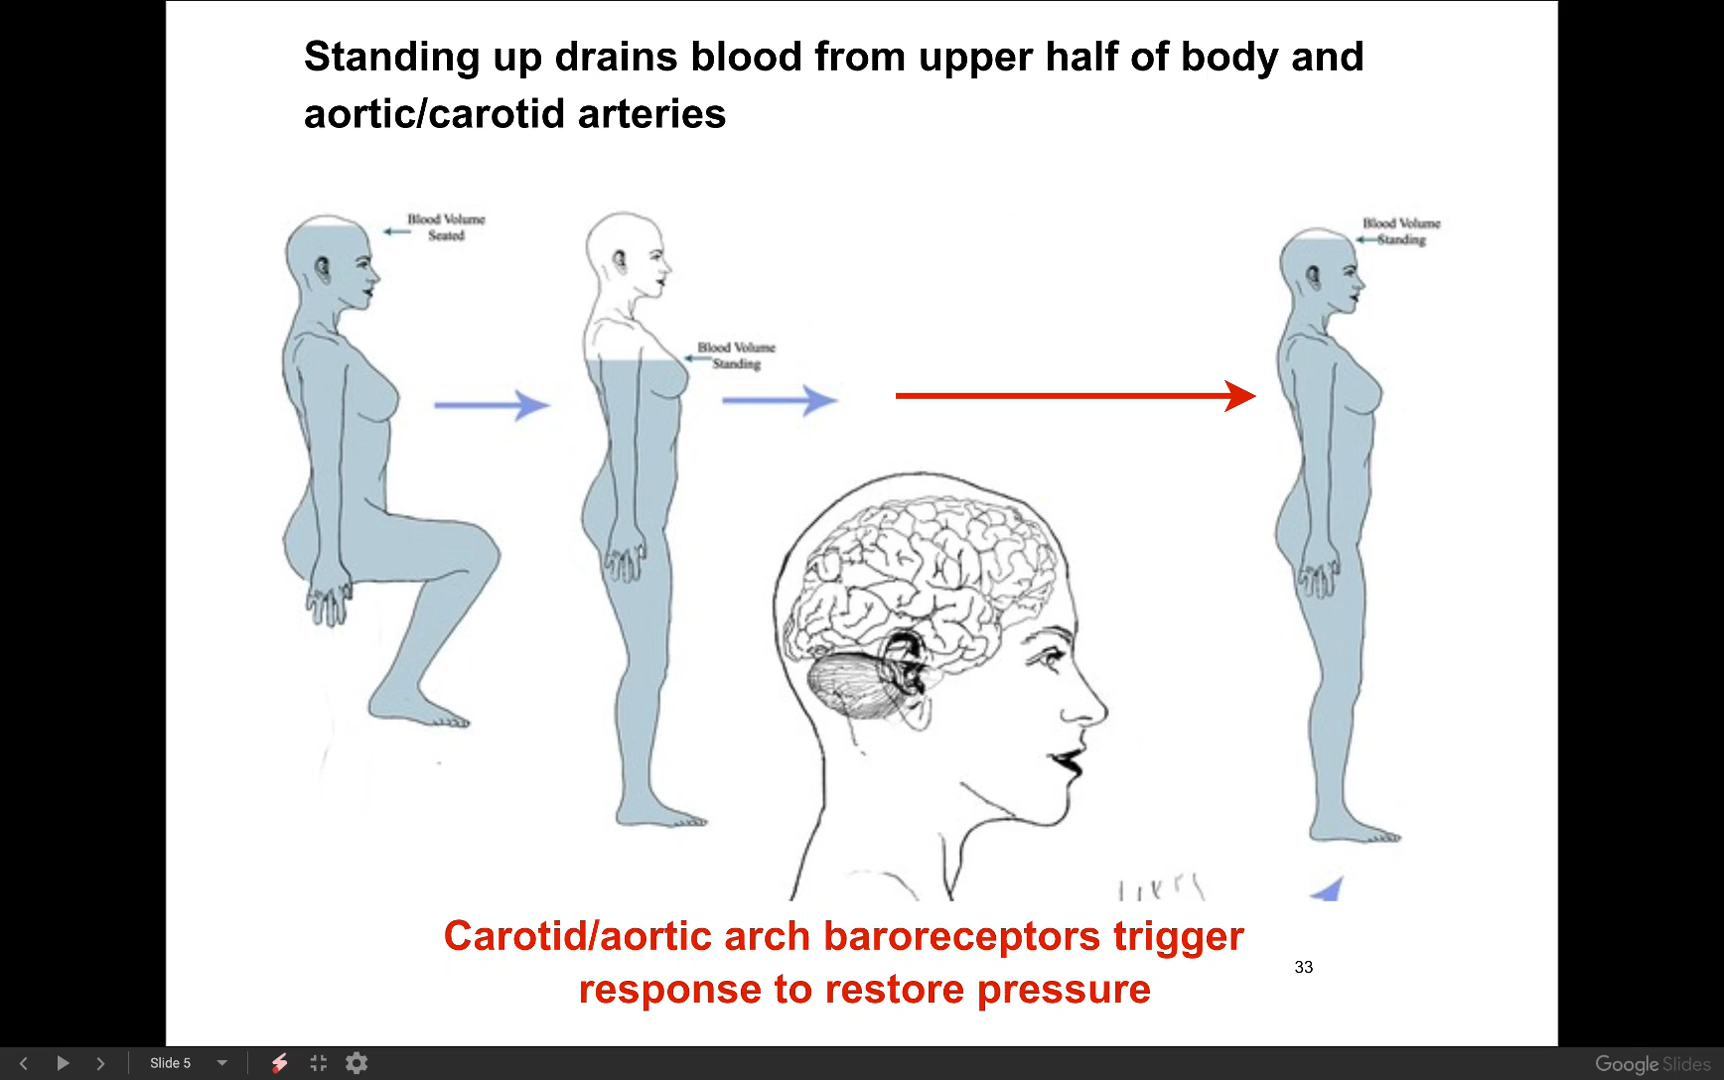 Standing up drains blood from upper half of body and
aortic/carotid arteries
Blood Volume
Seated
Blood Volume
Standing
Blood Volume
Standing
Carotid/aortic arch baroreceptors trigger
response to restore pressure
33
Slide 5
Google Slides